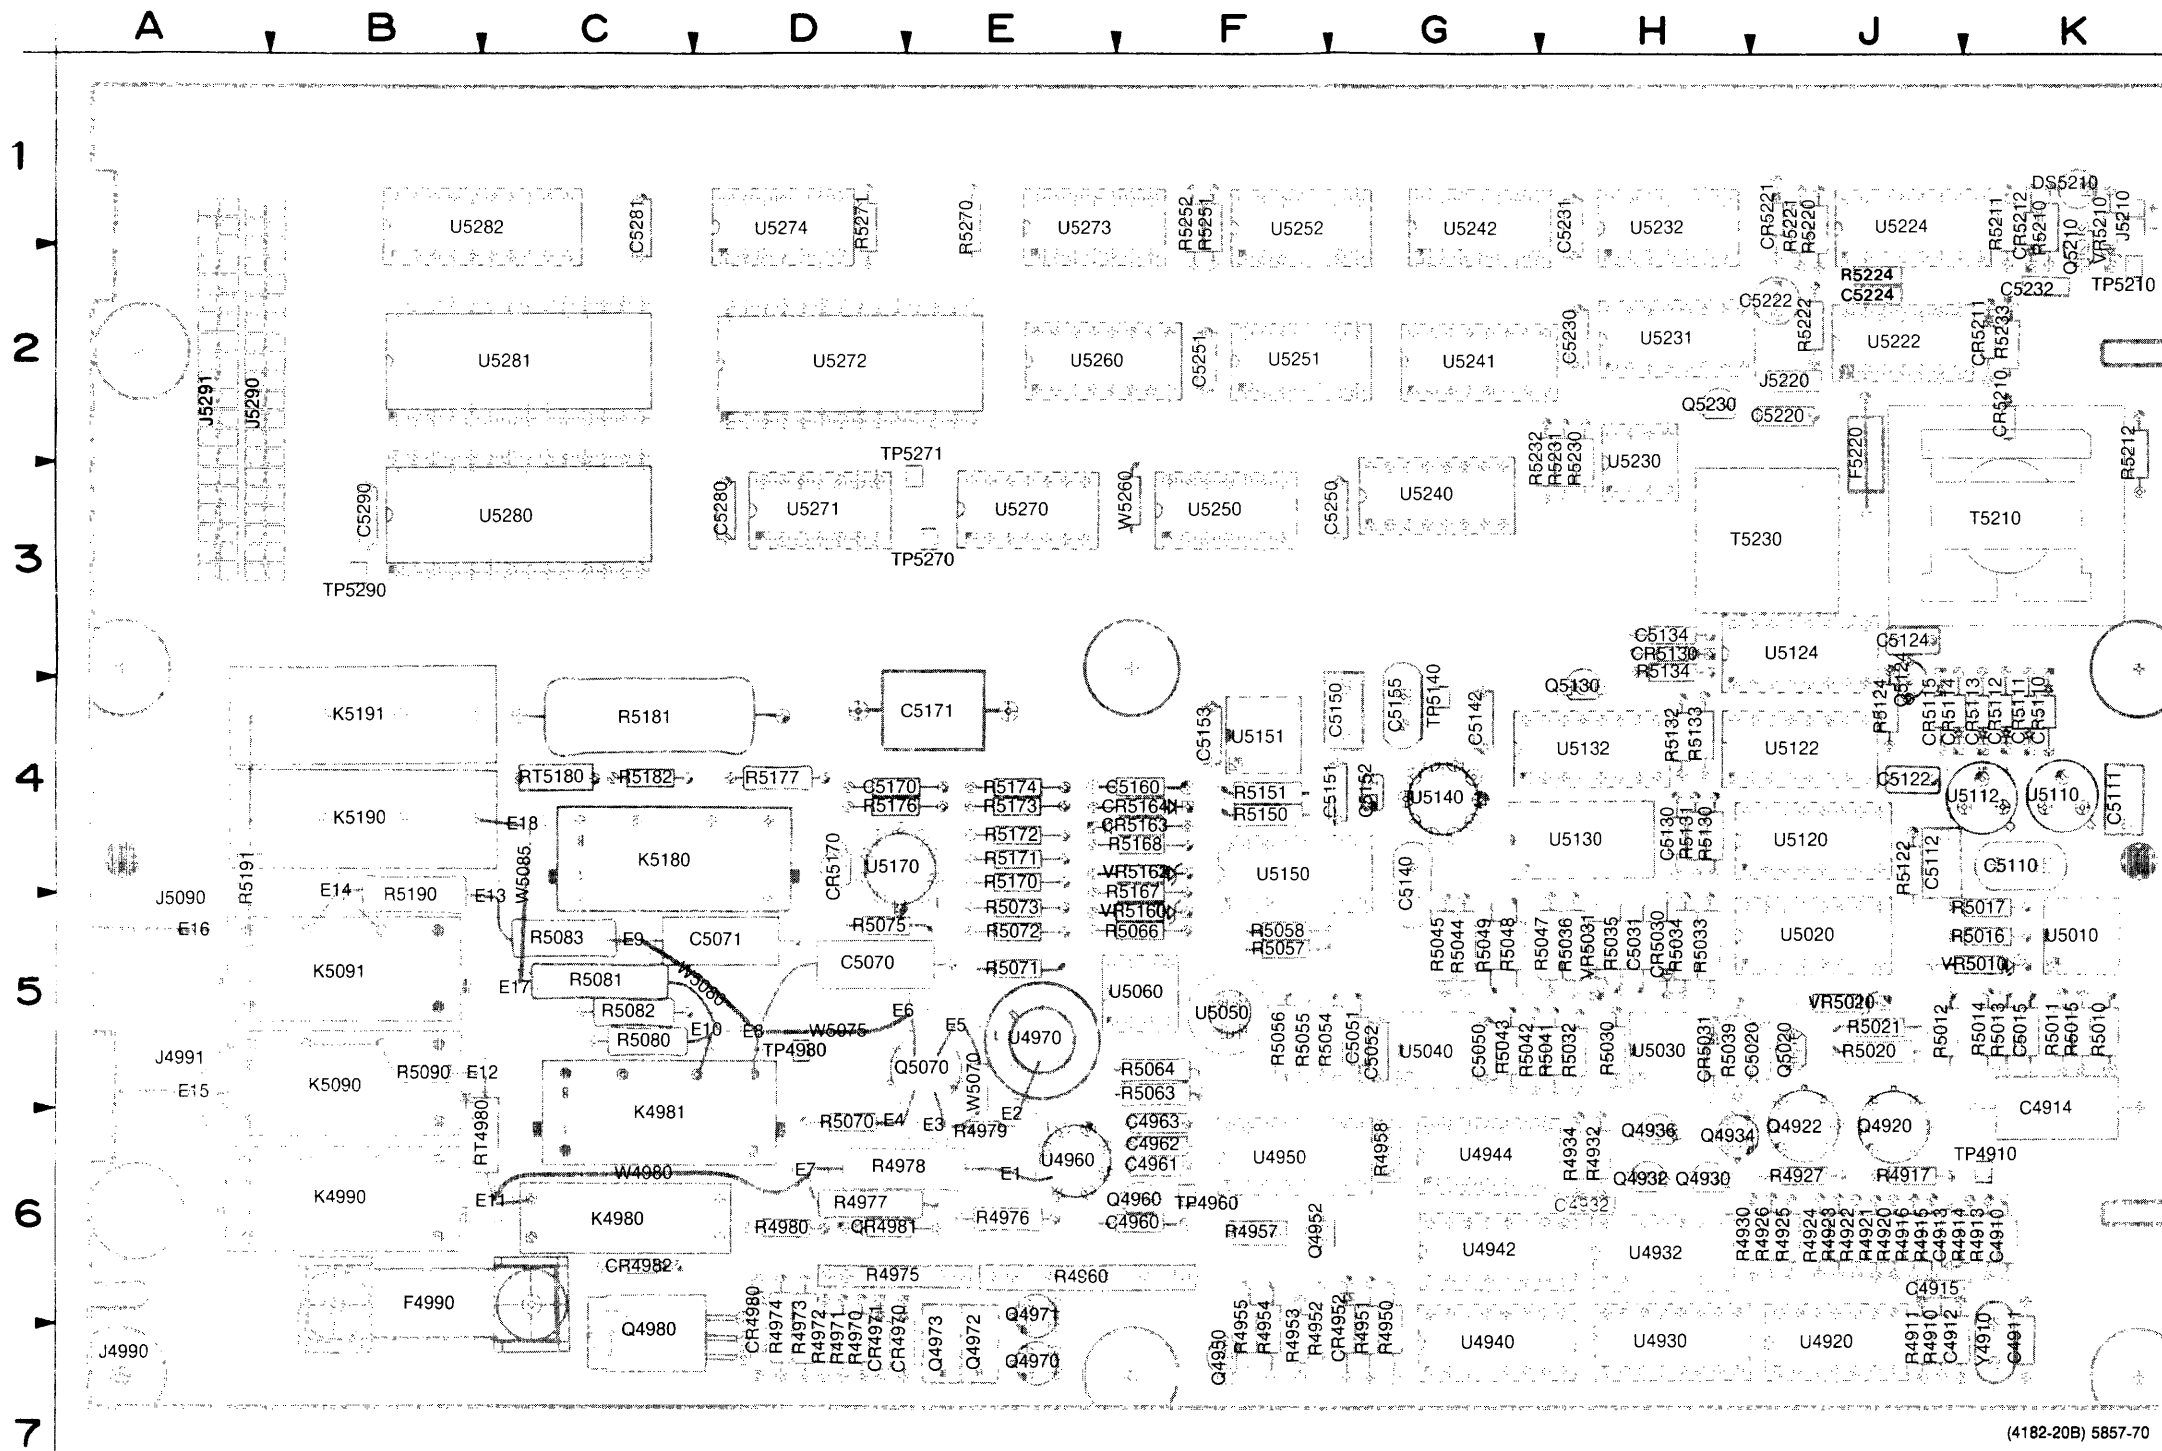 A B C D E F G H J K
1
DS5210
U5282 C5281 U5274 R5271 R5270 U5273 R5252 R5251 U5252 U5242 C5231 U5232 CR5221 R5221 R5220 U5224 R5211 CR5212 R5210 Q5210 VR5210 J5210
R5224 C5232 TP5210
C5222 C5224
2
J5291 J5290 U5281 U5272 U5260 C5251 U5251 U5241 C5230 U5231 R5222 U5222 CR5211 R5233
J5220
Q5230 C5220 CR5210
TP5271 R5232 R5231 R5230 U5230 F5220 R5212
C5290 U5280 C5280 U5271 U5270 W5260 U5250 C5250 U5240 T5210
3
T5230
TP5270
TP5290
C5134 C5124
CR5130 U5124
R5134
Q5130
K5191 R5181 C5171 C5153 U5151 C5150 C5155 TP5140 C5142 U5132 R5132 R5133 U5122 R5124 Q5124 CR5115 CR5114 CR5113 CR5112 CR5111 CR5110
4
RT5180 R5182 R5177 C5170 R5174 C5160 R5151 C5151 C5152 U5140 C5122 U5112 U5110 C5111
R5176 R5173 CR5164 R5150
K5190 E18 R5172 CR5163 U5130 C5130 R5131 R5130 U5120
R5168
W5085 K5180 CR5170 U5170 R5171 VR5162 U5150 C5140 R5122 C5112 C5110
R5191 R5170
J5090 E14 R5190 E13 R5167
E16 R5073 VR5160 R5017
R5083 E9 C5071 R5075 R5072 R5066 R5058 R5045 R5044 R5049 R5048 R5047 R5036 VR5031 R5035 C5031 CR5030 R5034 R5033 U5020 R5016 U5010
R5057
K5091 C5070 R5071 VR5010
5
E17 R5081 W5080 U5060
R5082 E6 U5050 VR5020
E10 E8 W5075 E5 R5021
R5080 TP4980 U4970 R5056 R5055 R5054 C5051 C5052 U5040 C5050 R5043 R5042 R5041 R5032 R5030 U5030 CR5031 R5039 C5020 Q5020 R5020 R5012 R5014 R5013 C5015 R5011 R5015 R5010
J4991 K5090 R5090 E12 Q5070 W5070 R5064
E15 R5063
RT4980 K4981 R5070 E4 E3 E2 R4979 C4963 C4914
C4962 R4958 R4934 R4932 Q4936 Q4934 Q4922 Q4920
W4980 E7 R4978 E1 U4960 C4961 U4950 U4944 TP4910
K4990 E11 R4977 Q4960 TP4960 Q4932 Q4930 R4927 R4917
6
K4980 R4980 CR4981 R4976 C4960 R4957 Q4952 C4932 R4930 R4926 R4925 R4924 R4923 R4922 R4921 R4920 R4916 R4915 C4913 R4914 R4913 C4910
U4942 U4932
CR4982 R4975 R4960 C4915
F4990
J4990 Q4980 CR4980 R4974 R4973 R4972 R4971 R4970 CR4971 CR4970 Q4973 Q4972 Q4971 Q4970 Q4950 R4955 R4954 R4953 R4952 CR4952 R4951 R4950 U4940 U4930 U4920 R4911 R4910 C4912 Y4910 C4911
7
(4182-20B) 5857-70